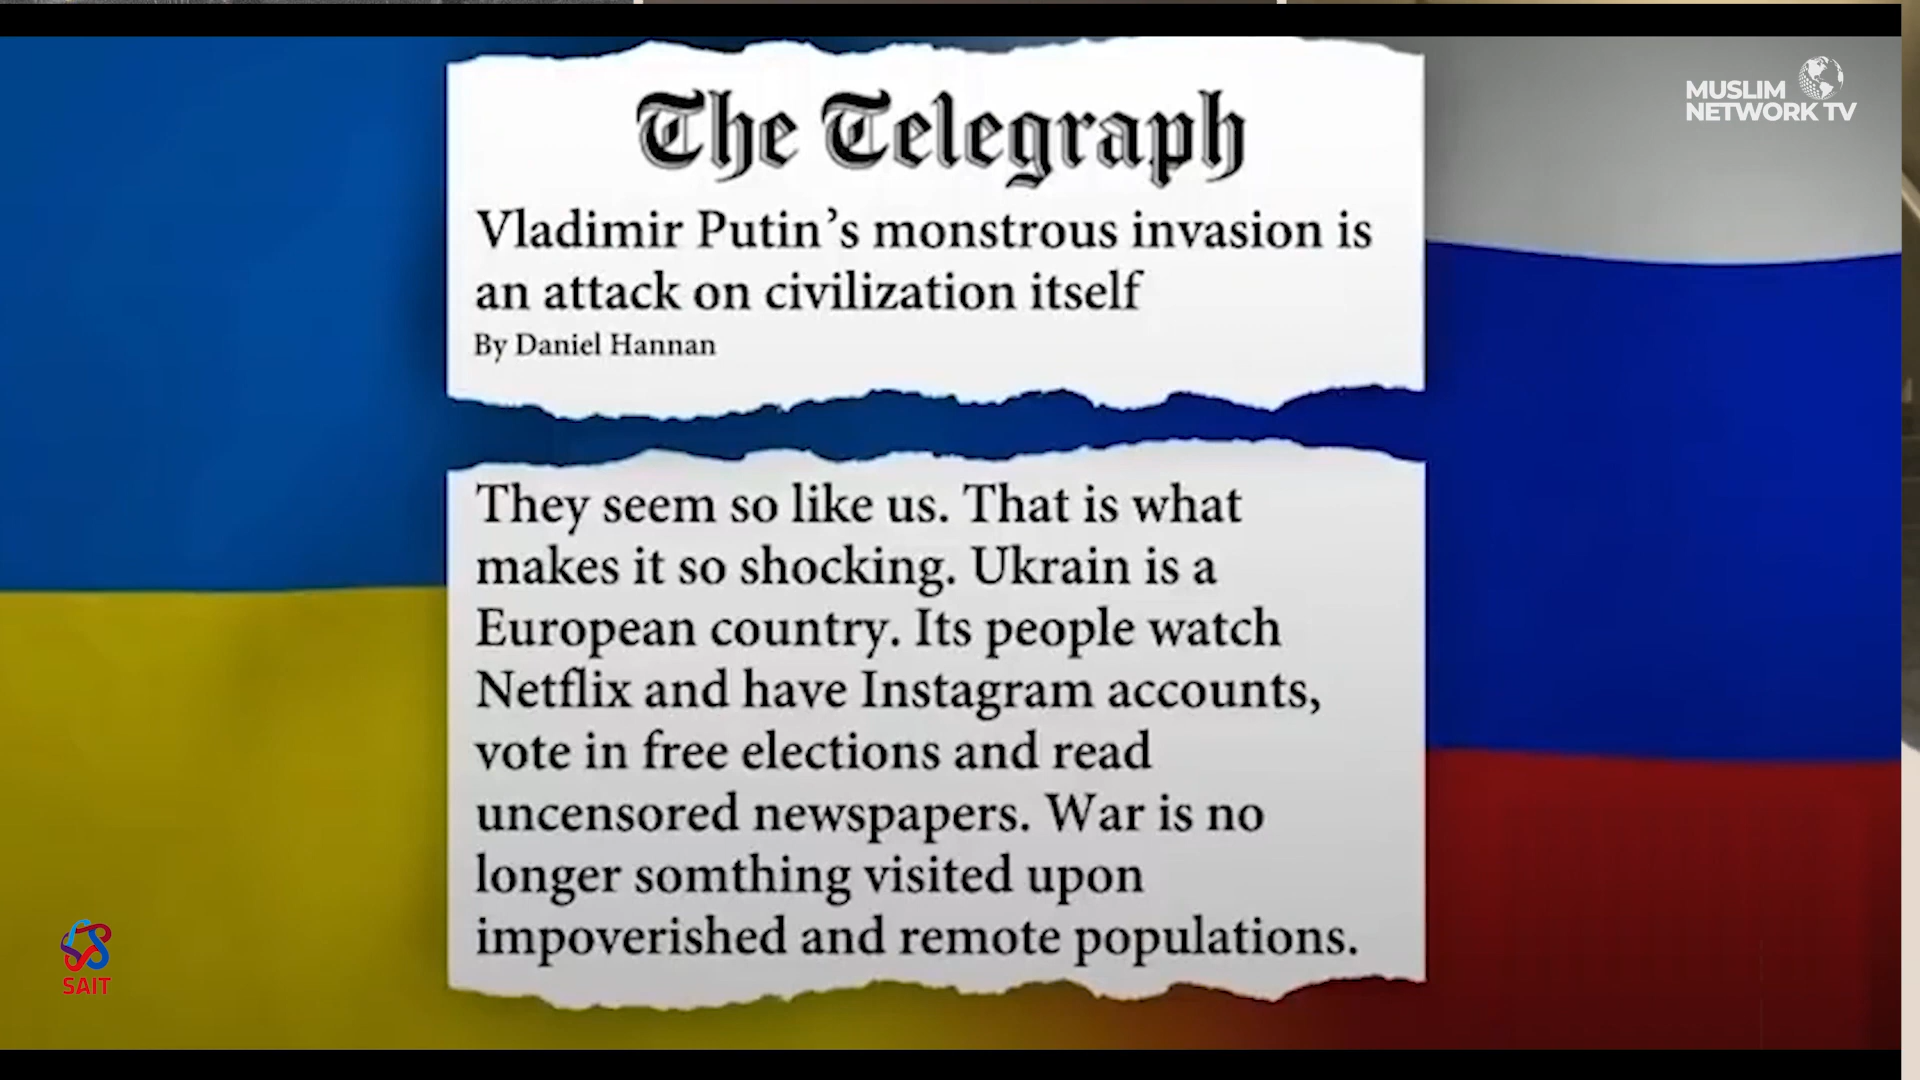 MUSLIM
NETWORK TV
The Telegraph
Vladimir Putin's monstrous invasion is
an attack on civilization itself
By Daniel Hannan
They seem so like us. That is what
makes it so shocking. Ukrain is a
European country. Its people watch
Netflix and have Instagram accounts,
vote in free elections and read
uncensored newspapers. War is no
longer somthing visited upon
impoverished and remote populations.
SAIT